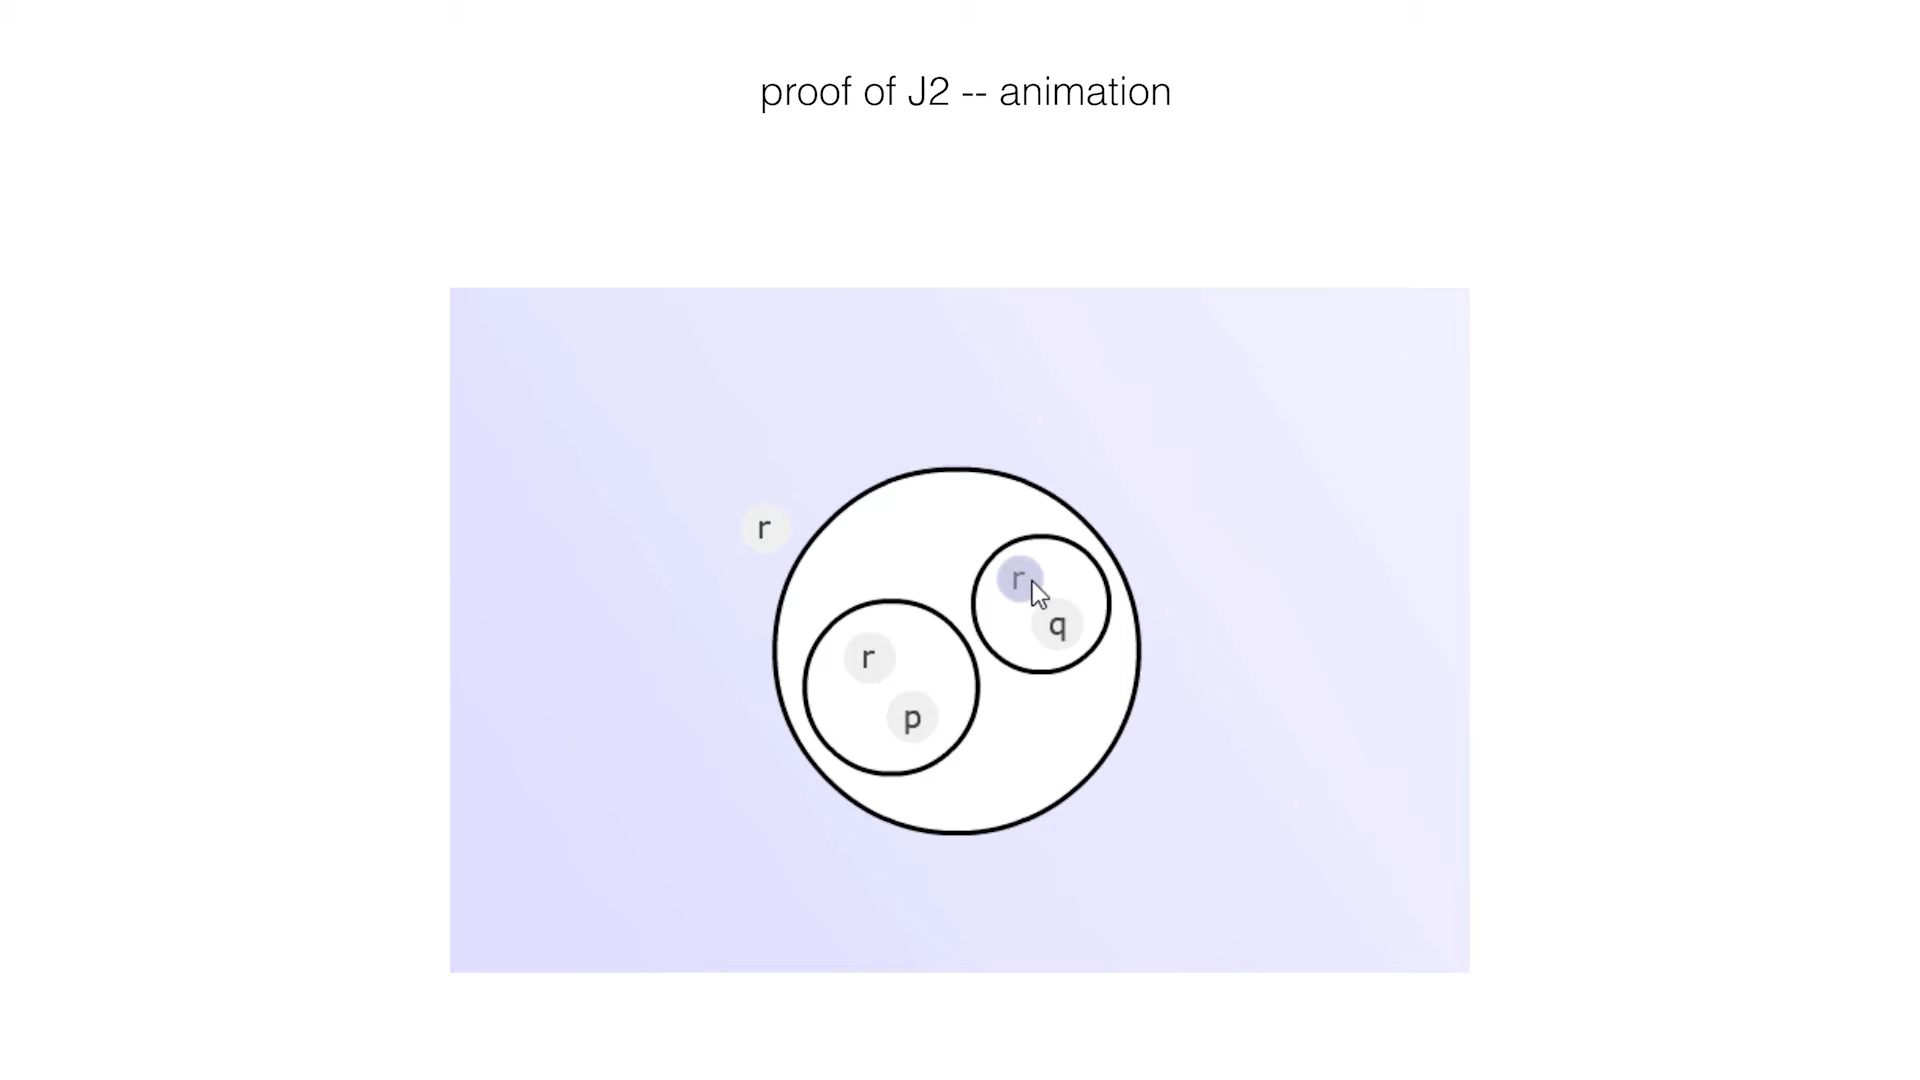 proof of J2 -- animation
r
r
q
r
p